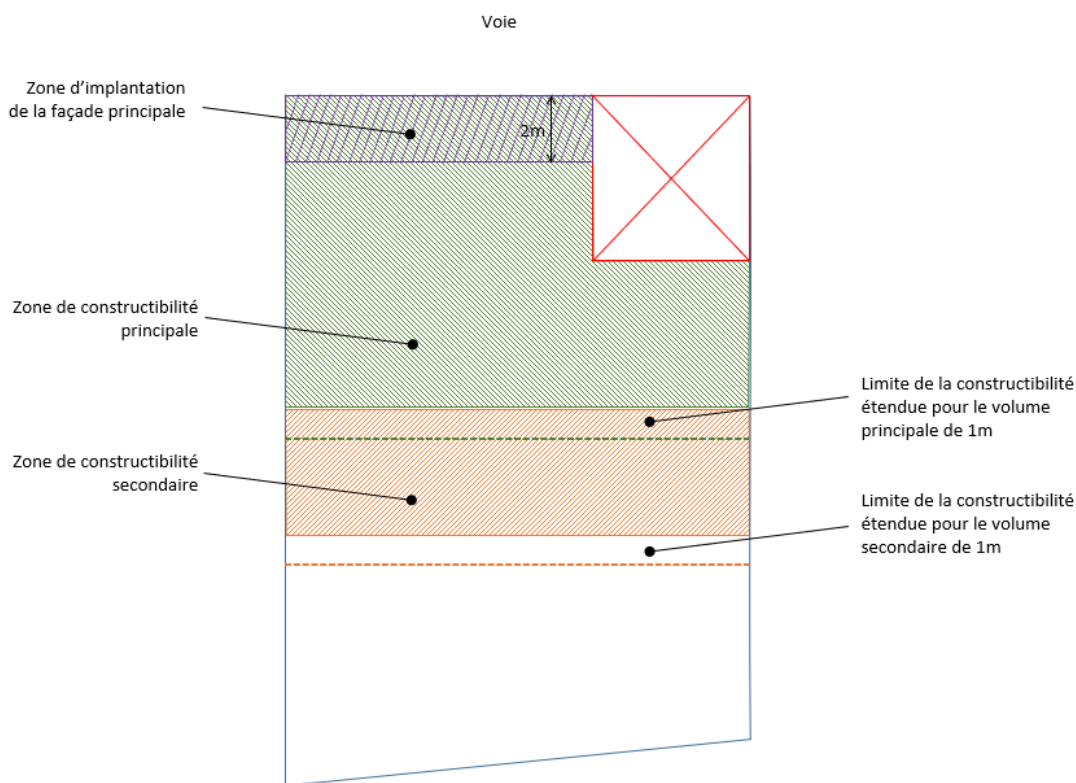 Voie
Zone d'implantation
de la façade principale
2m
Zone de constructibilité
principale
Limite de la constructibilité
étendue pour le volume
principale de 1m
Zone de constructibilité
secondaire
Limite de la constructibilité
étendue pour le volume
secondaire de 1m